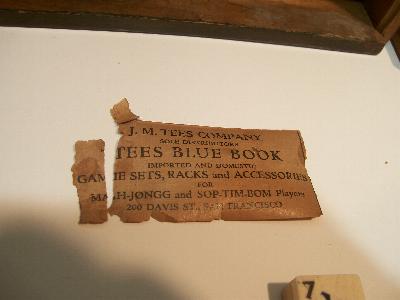 J. M. TEES COMPANY
SOLE DISTRIBUTORS
TEES BLUE BOOK
IMPORTED AND DOMESTIC
GAME SETS, RACKS and ACCESSORIES
FOR
MAH-JONGG and SOP-TIM-BOM Players
200 DAVIS ST., SAN FRANCISCO
7